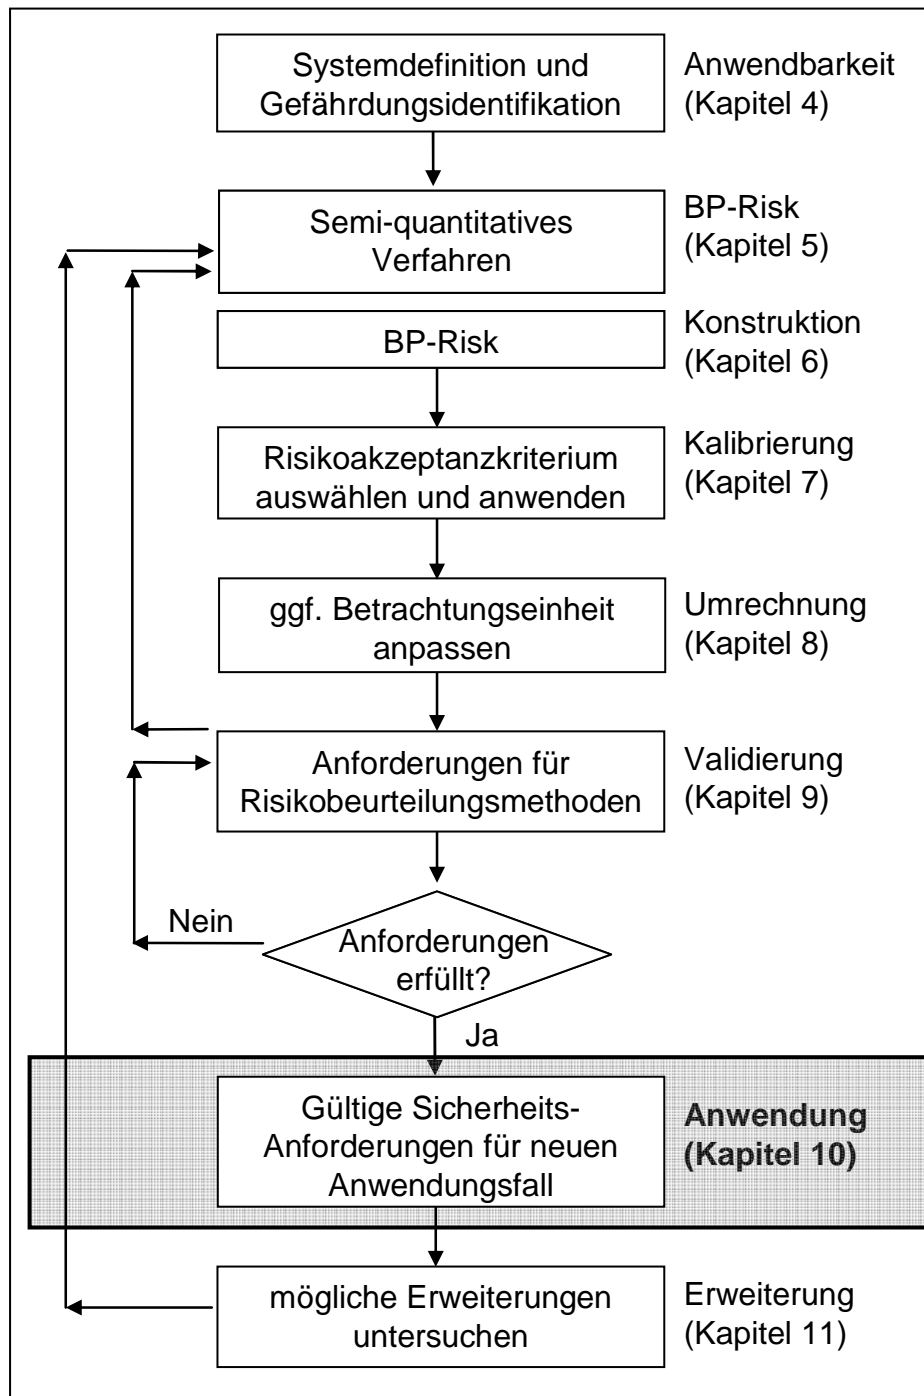 Systemdefinition und
Gefährdungsidentifikation
Anwendbarkeit
(Kapitel 4)
Semi-quantitatives
Verfahren
BP-Risk
(Kapitel 5)
BP-Risk
Konstruktion
(Kapitel 6)
Risikoakzeptanzkriterium
auswählen und anwenden
Kalibrierung
(Kapitel 7)
ggf. Betrachtungseinheit
anpassen
Umrechnung
(Kapitel 8)
Anforderungen für
Risikobeurteilungsmethoden
Validierung
(Kapitel 9)
Nein
Anforderungen
erfüllt?
Ja
Gültige Sicherheits-
Anforderungen für neuen
Anwendungsfall
Anwendung
(Kapitel 10)
mögliche Erweiterungen
untersuchen
Erweiterung
(Kapitel 11)